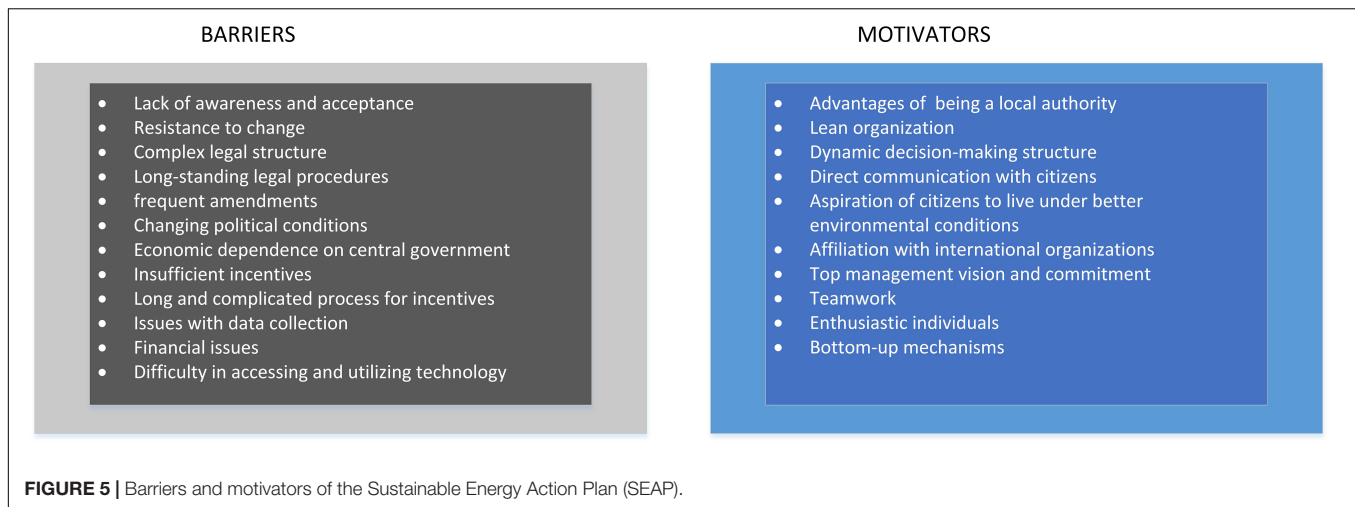 BARRIERS
• Lack of awareness and acceptance
• Resistance to change
• Complex legal structure
• Long-standing legal procedures
• frequent amendments
• Changing political conditions
• Economic dependence on central government
• Insufficient incentives
• Long and complicated process for incentives
• Issues with data collection
• Financial issues
• Difficulty in accessing and utilizing technology
MOTIVATORS
• Advantages of being a local authority
• Lean organization
• Dynamic decision-making structure
• Direct communication with citizens
• Aspiration of citizens to live under better
environmental conditions
• Affiliation with international organizations
• Top management vision and commitment
• Teamwork
• Enthusiastic individuals
• Bottom-up mechanisms
FIGURE 5 | Barriers and motivators of the Sustainable Energy Action Plan (SEAP).